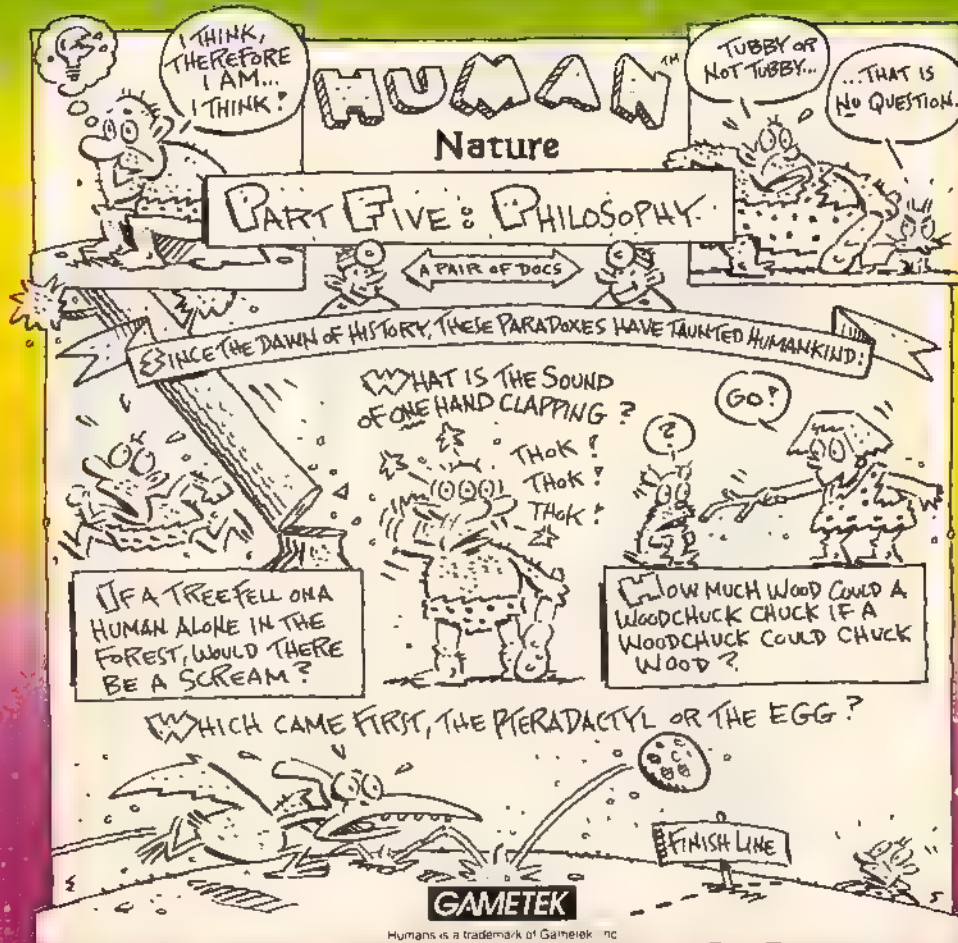 I THINK,
THEREFORE
I AM...
I THINK!
HUMAN™
Nature
TUBBY OR
NOT TUBBY...
...THAT IS
NO QUESTION.
PART FIVE: PHILOSOPHY
A PAIR OF DOCS
SINCE THE DAWN OF HISTORY, THESE PARADOXES HAVE TAUNTED HUMANKIND:
WHAT IS THE SOUND
OF ONE HAND CLAPPING?
THOK!
THOK!
THOK!
?
GO!
IF A TREE FELL ON A
HUMAN ALONE IN THE
FOREST, WOULD THERE
BE A SCREAM?
HOW MUCH WOOD COULD A
WOODCHUCK CHUCK IF A
WOODCHUCK COULD CHUCK
WOOD?
WHICH CAME FIRST, THE PTERADACTYL OR THE EGG?
FINISH LINE
GAMETEK
Humans is a trademark of Gametek Inc